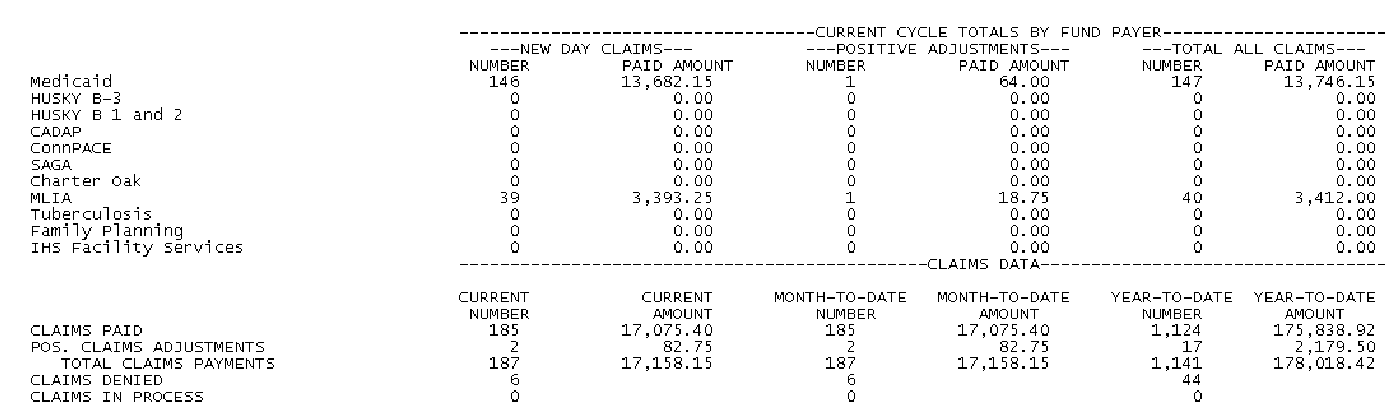 -----------------------------------CURRENT CYCLE TOTALS BY FUND PAYER----------------------
---NEW DAY CLAIMS--- ---POSITIVE ADJUSTMENTS--- ---TOTAL ALL CLAIMS---
NUMBER PAID AMOUNT NUMBER PAID AMOUNT NUMBER PAID AMOUNT
Medicaid 146 13,682.15 1 64.00 147 13,746.15
HUSKY B-3 0 0.00 0 0.00 0 0.00
HUSKY B 1 and 2 0 0.00 0 0.00 0 0.00
CADAP 0 0.00 0 0.00 0 0.00
ConnPACE 0 0.00 0 0.00 0 0.00
SAGA 0 0.00 0 0.00 0 0.00
Charter Oak 0 0.00 0 0.00 0 0.00
MLIA 39 3,393.25 1 18.75 40 3,412.00
Tuberculosis 0 0.00 0 0.00 0 0.00
Family Planning 0 0.00 0 0.00 0 0.00
IHS Facility Services 0 0.00 0 0.00 0 0.00
----------------------------------------------CLAIMS DATA----------------------------------
CURRENT CURRENT MONTH-TO-DATE MONTH-TO-DATE YEAR-TO-DATE YEAR-TO-DATE
NUMBER AMOUNT NUMBER AMOUNT NUMBER AMOUNT
CLAIMS PAID 185 17,075.40 185 17,075.40 1,124 175,838.92
POS. CLAIMS ADJUSTMENTS 2 82.75 2 82.75 17 2,179.50
TOTAL CLAIMS PAYMENTS 187 17,158.15 187 17,158.15 1,141 178,018.42
CLAIMS DENIED 6 6 44
CLAIMS IN PROCESS 0 0 0